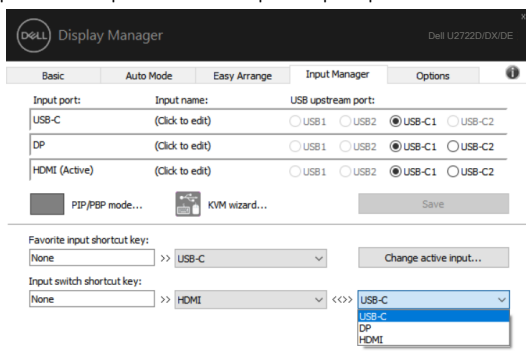 DELL Display Manager
Dell U2722D/DX/DE
Basic Auto Mode Easy Arrange Input Manager Options
Input port: Input name: USB upstream port:
USB-C (Click to edit) USB1 USB2 USB-C1 USB-C2
DP (Click to edit) USB1 USB2 USB-C1 USB-C2
HDMI (Active) (Click to edit) USB1 USB2 USB-C1 USB-C2
PIP/PBP mode... KVM wizard... Save
Favorite input shortcut key:
None >> USB-C Change active input...
Input switch shortcut key:
None >> HDMI <<>> USB-C
USB-C
DP
HDMI